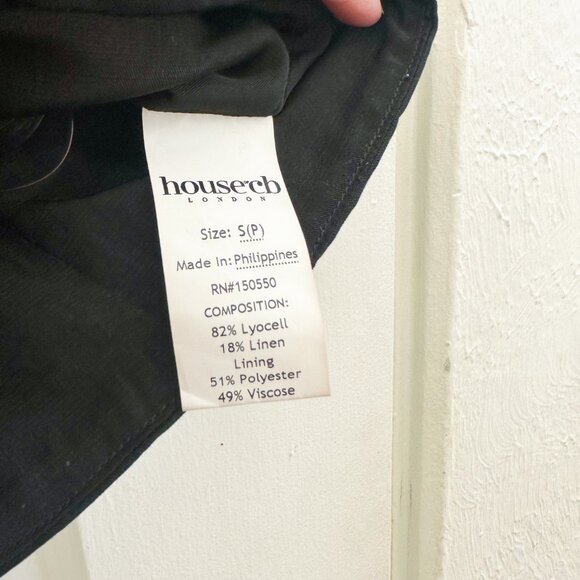 house of cb
LONDON
Size: S(P)
Made In: Philippines
RN#150550
COMPOSITION:
82% Lyocell
18% Linen
Lining
51% Polyester
49% Viscose